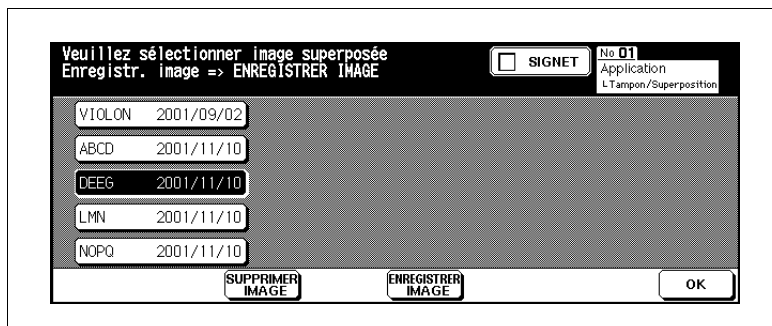 Veuillez sélectionner image superposée
Enregistr. image => ENREGISTRER IMAGE
SIGNET
No 01
Application
└ Tampon/Superposition
VIOLON 2001/09/02
ABCD 2001/11/10
DEEG 2001/11/10
LMN 2001/11/10
NOPQ 2001/11/10
SUPPRIMER
IMAGE
ENREGISTRER
IMAGE
OK